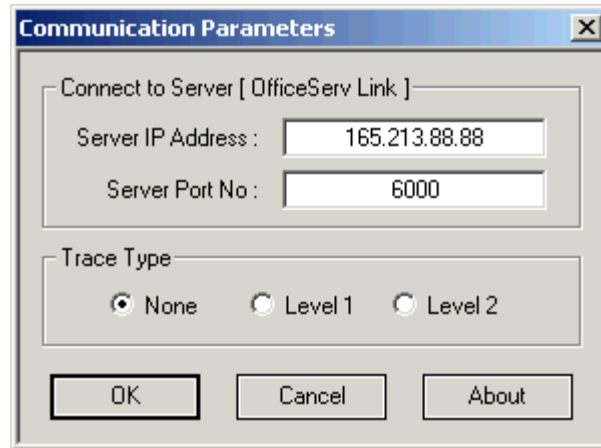 Communication Parameters
Connect to Server [ OfficeServ Link ]
Server IP Address : 165.213.88.88
Server Port No : 6000
Trace Type
None Level 1 Level 2
OK Cancel About